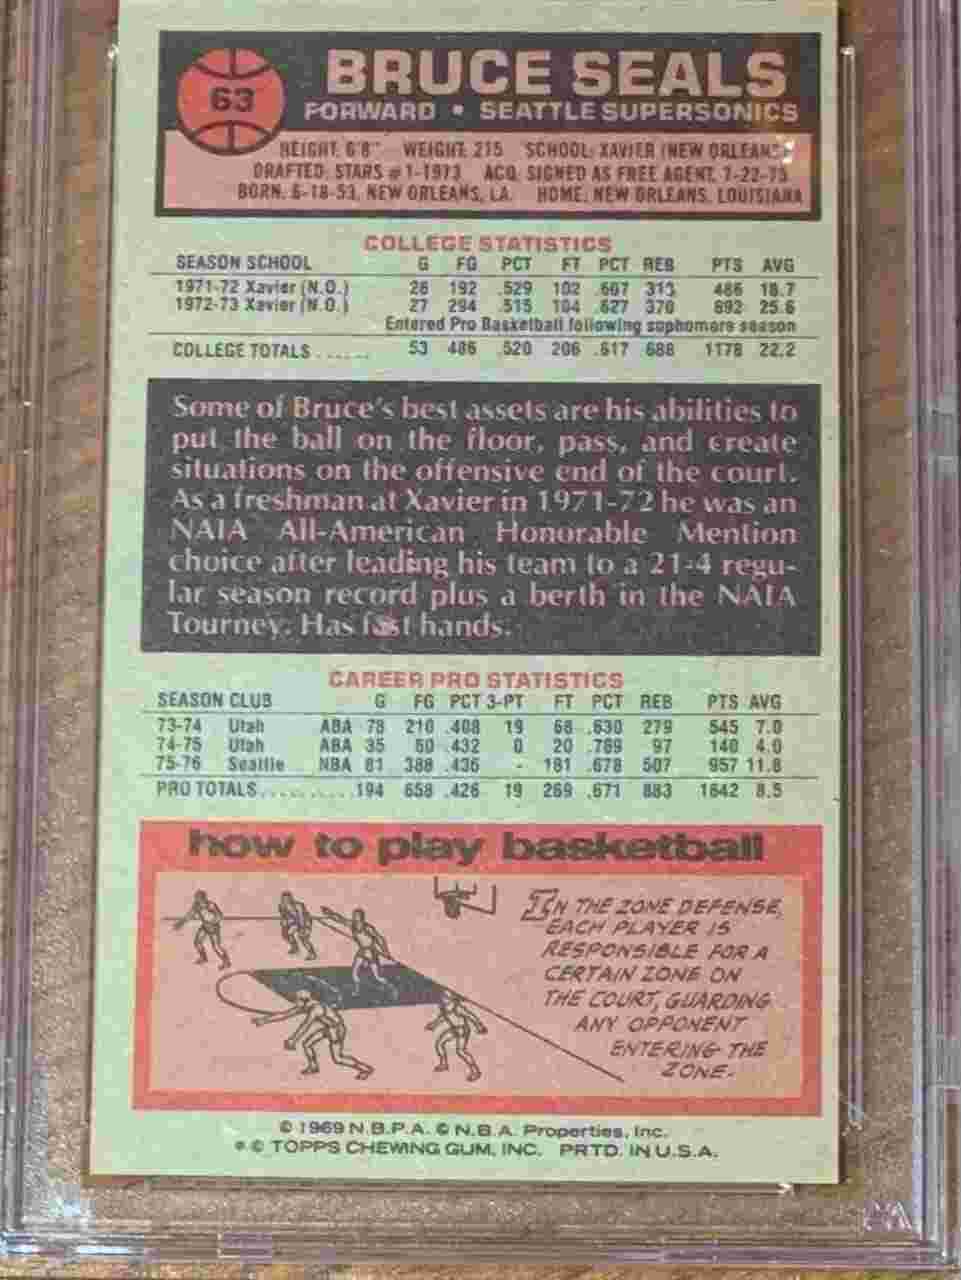 63
BRUCE SEALS
FORWARD • SEATTLE SUPERSONICS
HEIGHT: 6'8" WEIGHT: 215 SCHOOL: XAVIER (NEW ORLEANS)
DRAFTED: STARS #1-1973 ACQ: SIGNED AS FREE AGENT, 7-22-75
BORN: 6-18-53, NEW ORLEANS, LA. HOME: NEW ORLEANS, LOUISIANA
COLLEGE STATISTICS
SEASON SCHOOL G FG PCT FT PCT REB PTS AVG
1971-72 Xavier (N.O.) 26 192 .529 102 .607 313 486 18.7
1972-73 Xavier (N.O.) 27 294 .515 104 .627 370 692 25.6
Entered Pro Basketball following sophomore season
COLLEGE TOTALS ...... 53 486 .520 206 .617 688 1178 22.2
Some of Bruce's best assets are his abilities to
put the ball on the floor, pass, and create
situations on the offensive end of the court.
As a freshman at Xavier in 1971-72 he was an
NAIA All-American Honorable Mention
choice after leading his team to a 21-4 regu-
lar season record plus a berth in the NAIA
Tourney. Has fast hands.
CAREER PRO STATISTICS
SEASON CLUB G FG PCT 3-PT FT PCT REB PTS AVG
73-74 Utah ABA 78 210 .408 19 68 .630 279 545 7.0
74-75 Utah ABA 35 60 .432 0 20 .769 97 140 4.0
75-76 Seattle NBA 81 388 .436 - 181 .678 507 957 11.8
PRO TOTALS.......... 194 658 .426 19 269 .671 883 1642 8.5
how to play basketball
IN THE ZONE DEFENSE,
EACH PLAYER IS
RESPONSIBLE FOR A
CERTAIN ZONE ON
THE COURT, GUARDING
ANY OPPONENT
ENTERING THE
ZONE.
© 1969 N.B.P.A. © N.B.A. Properties, Inc.
* © TOPPS CHEWING GUM, INC. PRTD. IN U.S.A.